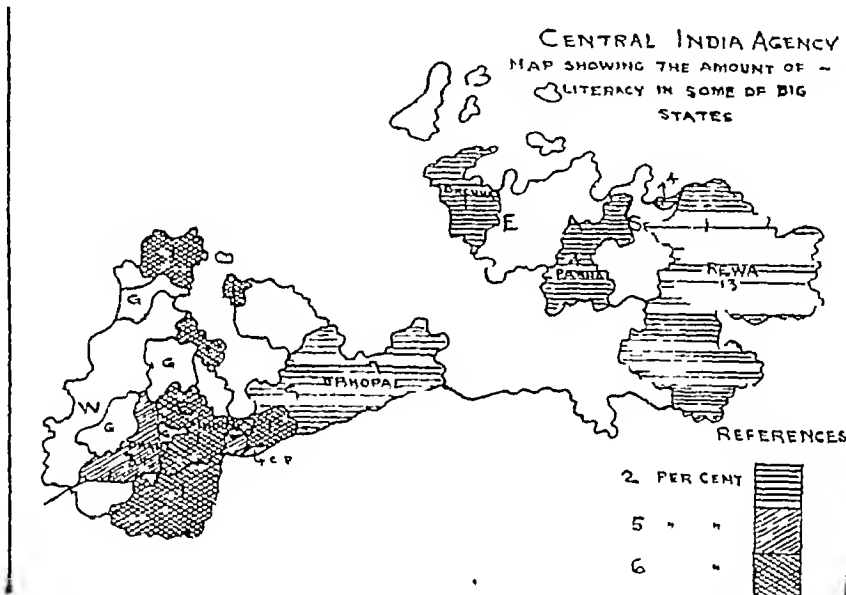 CENTRAL INDIA AGENCY
MAP SHOWING THE AMOUNT OF ~
LITERACY IN SOME OF BIG
STATES
A
E
S
PANNA
REWA
13
G
G
BHOPAL
W
G
C P
REFERENCES
2 PER CENT
5 " "
6 "